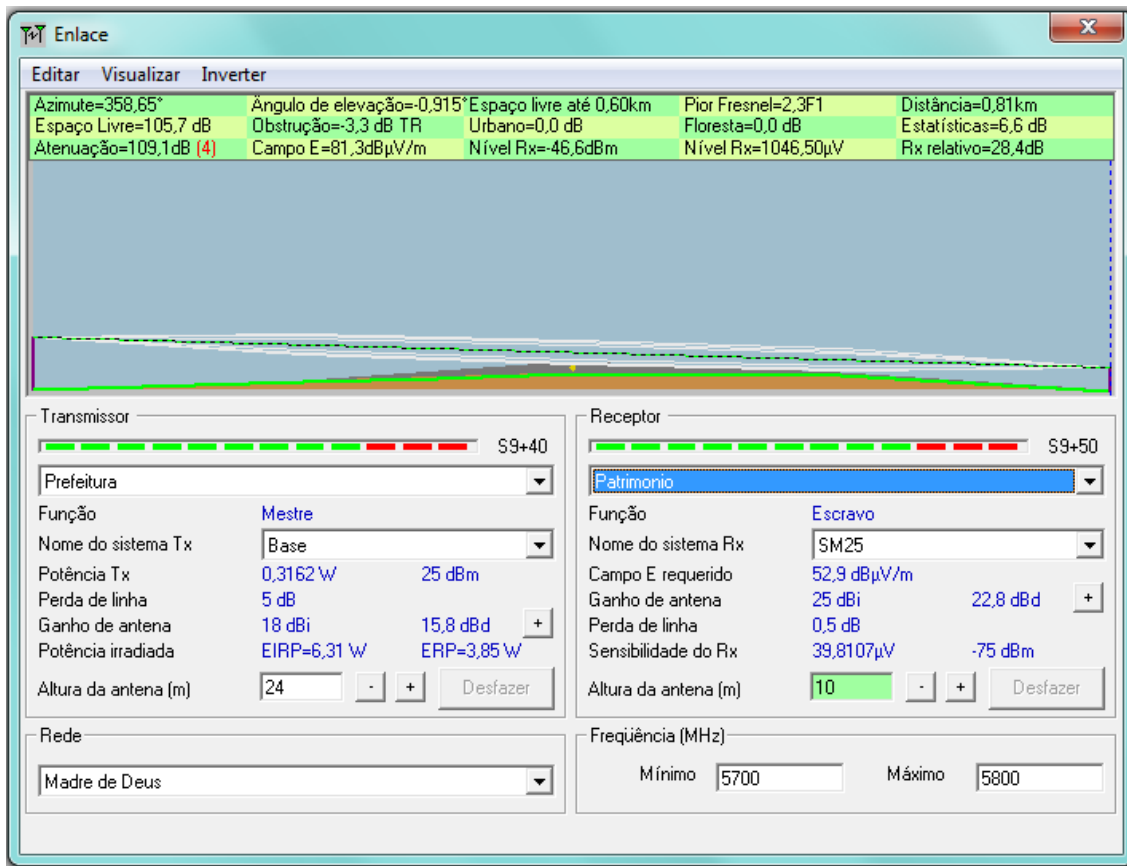 Enlace
Editar Visualizar Inverter
Azimute=358,65° Ângulo de elevação=-0,915° Espaço livre até 0,60km Pior Fresnel=2,3F1 Distância=0,81km
Espaço Livre=105,7 dB Obstrução=-3,3 dB TR Urbano=0,0 dB Floresta=0,0 dB Estatísticas=6,6 dB
Atenuação=109,1dB (4) Campo E=81,3dBµV/m Nível Rx=-46,6dBm Nível Rx=1046,50µV Rx relativo=28,4dB
Transmissor
S9+40
Prefeitura
Função Mestre
Nome do sistema Tx Base
Potência Tx 0,3162 W 25 dBm
Perda de linha 5 dB
Ganho de antena 18 dBi 15,8 dBd +
Potência irradiada EIRP=6,31 W ERP=3,85 W
Altura da antena (m) 24 - + Desfazer
Rede
Madre de Deus
Receptor
S9+50
Patrimonio
Função Escravo
Nome do sistema Rx SM25
Campo E requerido 52,9 dBµV/m
Ganho de antena 25 dBi 22,8 dBd +
Perda de linha 0,5 dB
Sensibilidade do Rx 39,8107µV -75 dBm
Altura da antena (m) 10 - + Desfazer
Freqüência (MHz)
Mínimo 5700 Máximo 5800